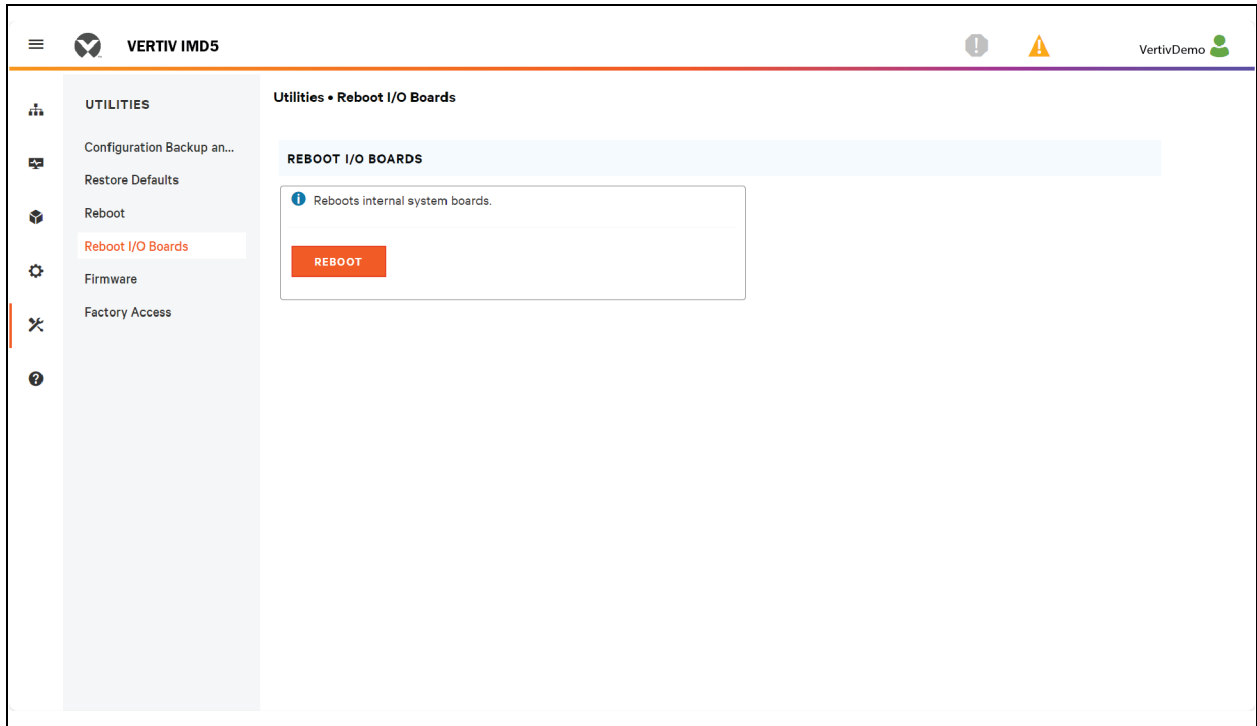 VERTIV IMD5
VertivDemo
UTILITIES
Configuration Backup an...
Restore Defaults
Reboot
Reboot I/O Boards
Firmware
Factory Access
Utilities • Reboot I/O Boards
REBOOT I/O BOARDS
Reboots internal system boards.
REBOOT